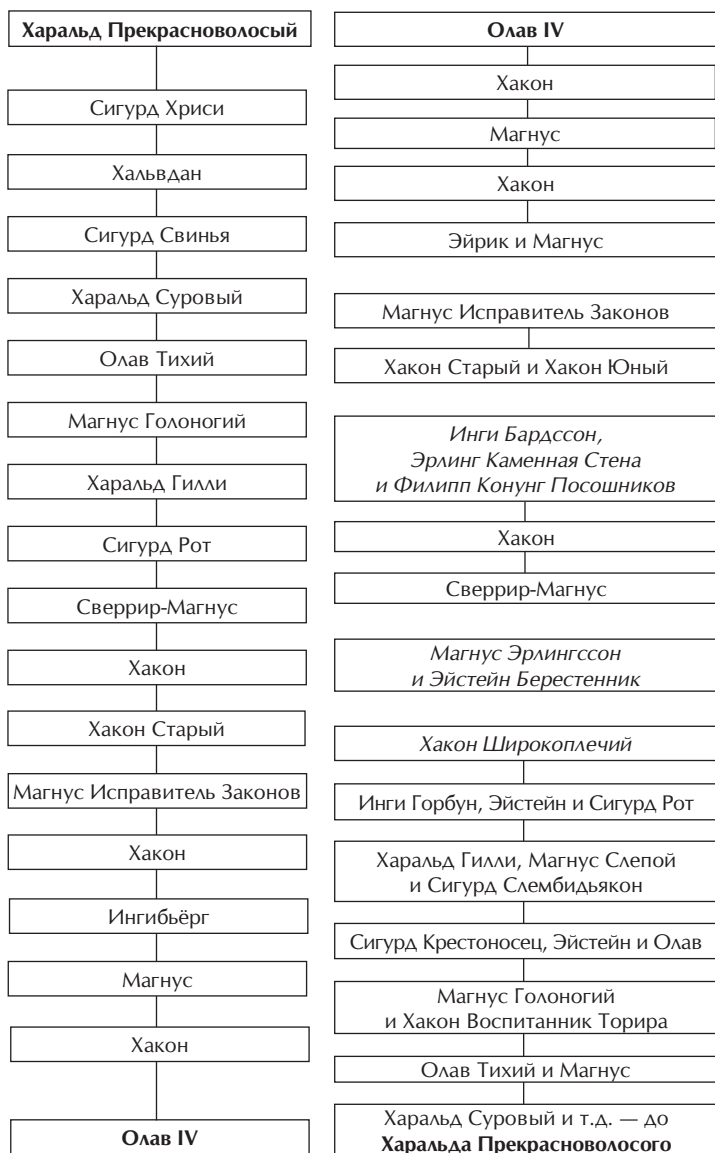 Харальд Прекрасноволосый
Сигурд Хриси
Хальвдан
Сигурд Свинья
Харальд Суровый
Олав Тихий
Магнус Голоногий
Харальд Гилли
Сигурд Рот
Сверрир-Магнус
Хакон
Хакон Старый
Магнус Исправитель Законов
Хакон
Ингибьёрг
Магнус
Хакон
Олав IV
Олав IV
Хакон
Магнус
Хакон
Эйрик и Магнус
Магнус Исправитель Законов
Хакон Старый и Хакон Юный
Инги Бардссон,
Эрлинг Каменная Стена
и Филипп Конунг Посошников
Хакон
Сверрир-Магнус
Магнус Эрлингссон
и Эйстейн Берестенник
Хакон Широкоплечий
Инги Горбун, Эйстейн и Сигурд Рот
Харальд Гилли, Магнус Слепой
и Сигурд Слембидьякон
Сигурд Крестоносец, Эйстейн и Олав
Магнус Голоногий
и Хакон Воспитанник Торира
Олав Тихий и Магнус
Харальд Суровый и т.д. — до
Харальда Прекрасноволосого